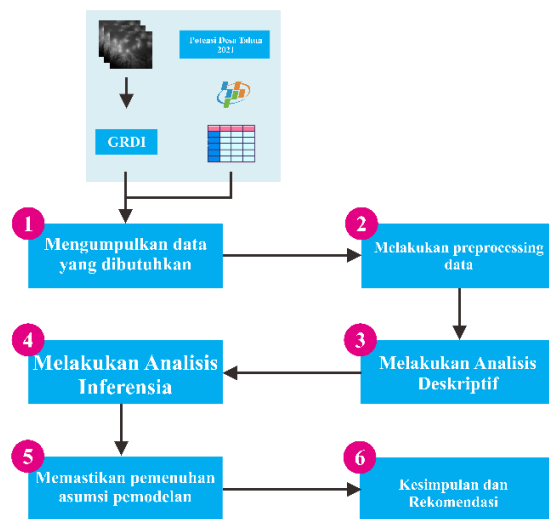 Potensi Desa Tahun
2021
GRDI
1
Mengumpulkan data
yang dibutuhkan
2
Melakukan preprocessing
data
3
Melakukan Analisis
Deskriptif
4
Melakukan Analisis
Inferensia
5
Memastikan pemenuhan
asumsi pemodelan
6
Kesimpulan dan
Rekomendasi